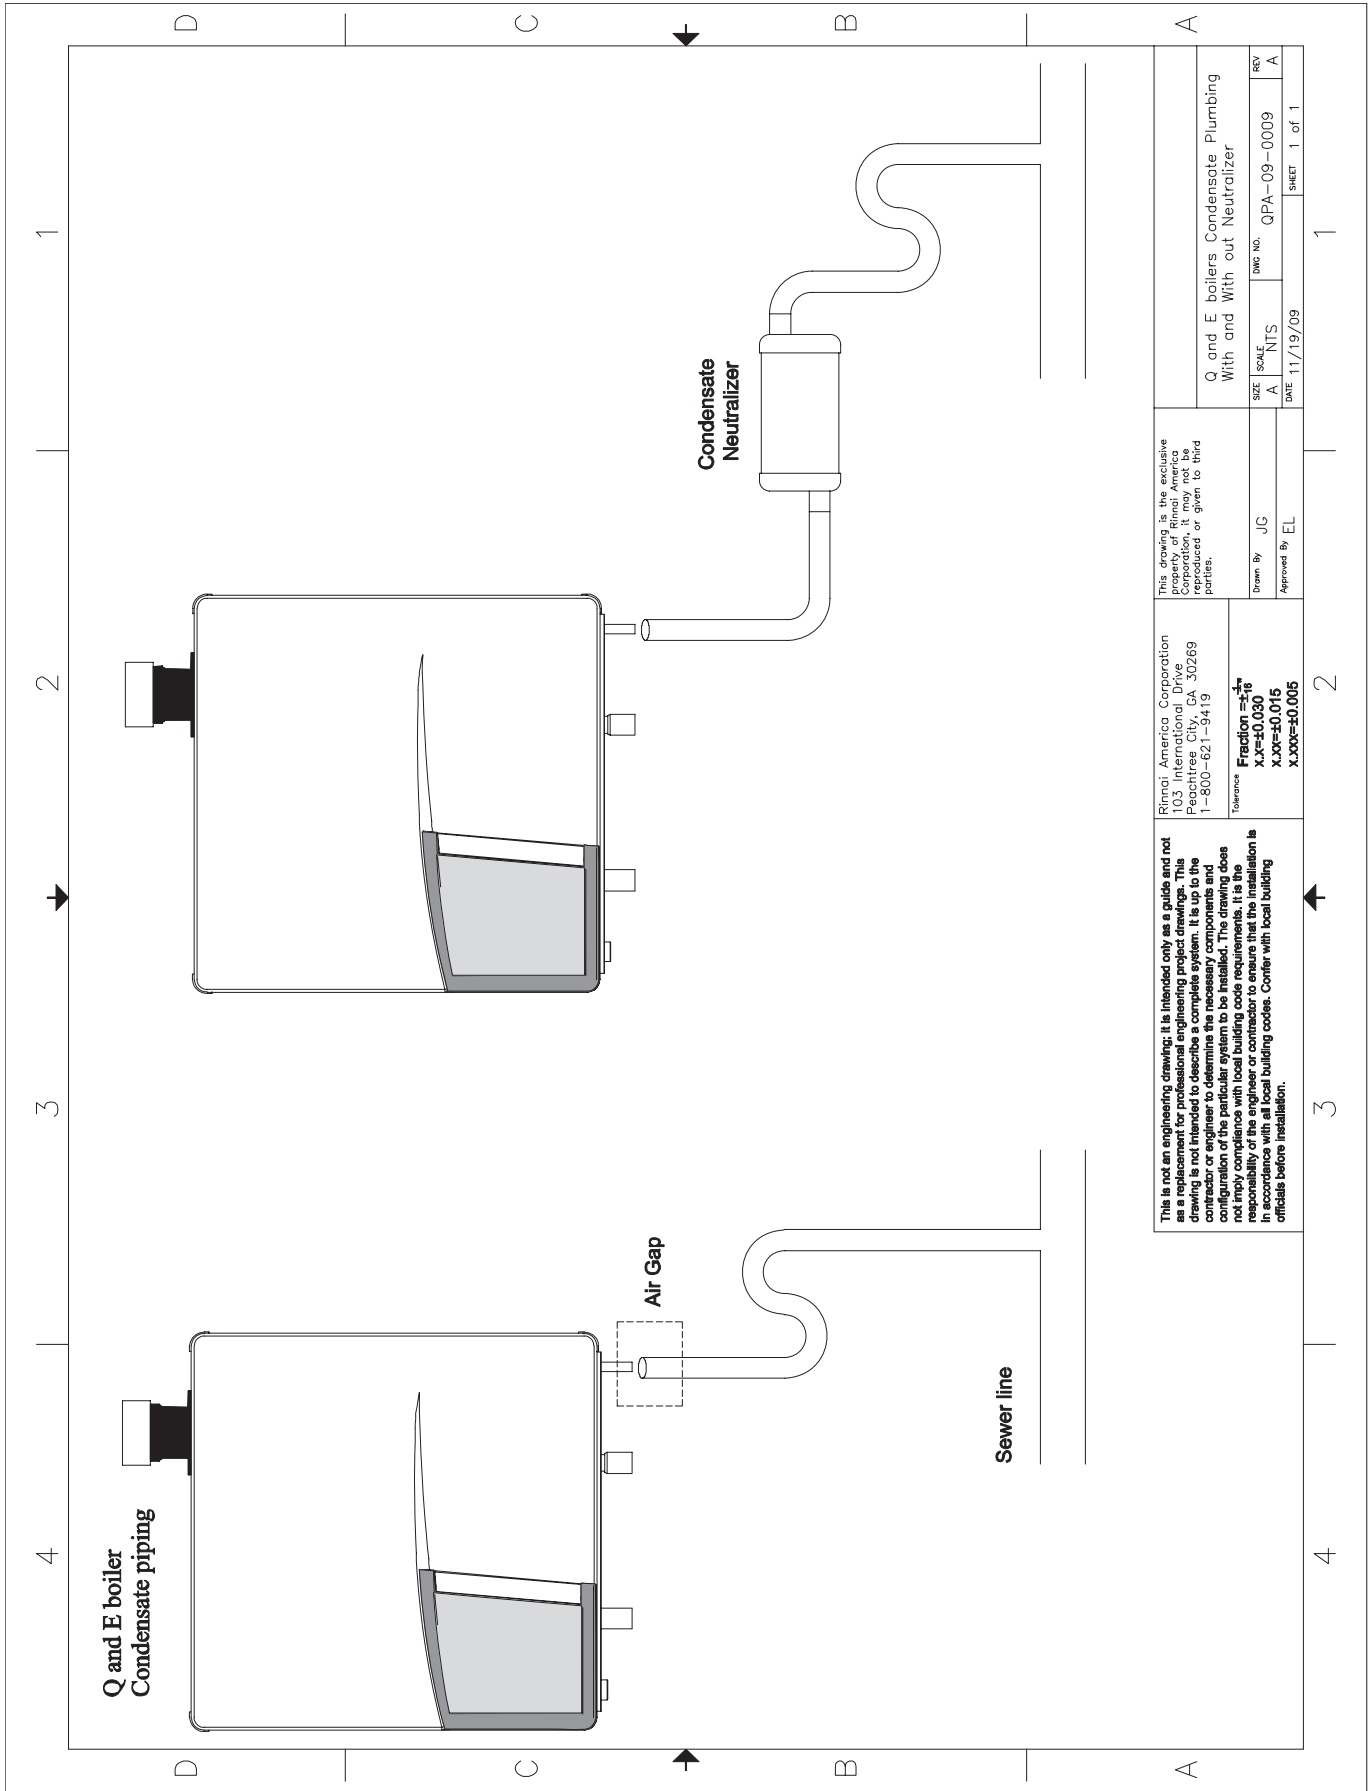 4
3
2
1
D
D
C
C
B
B
A
A
Q and E boiler
Condensate piping
Air Gap
Sewer line
Condensate
Neutralizer
This is not an engineering drawing; it is intended only as a guide and not
as a replacement for professional engineering project drawings. This
drawing is not intended to describe a complete system. It is up to the
contractor or engineer to determine the necessary components and
configuration of the particular system to be installed. The drawing does
not imply compliance with local building code requirements. It is the
responsibility of the engineer or contractor to ensure that the installation is
in accordance with all local building codes. Confer with local building
officials before installation.
Rinnai America Corporation
103 International Drive
Peachtree City, GA 30269
1-800-621-9419
Tolerance
Fraction =±1/16"
X.X=±0.030
X.XX=±0.015
X.XXX=±0.005
This drawing is the exclusive
property of Rinnai America
Corporation, it may not be
reproduced or given to third
parties.
Drawn By JG
Approved By EL
Q and E boilers Condensate Plumbing
With and With out Neutralizer
SIZE A SCALE NTS DWG NO. QPA-09-0009 REV A
DATE 11/19/09 SHEET 1 of 1
4
3
2
1